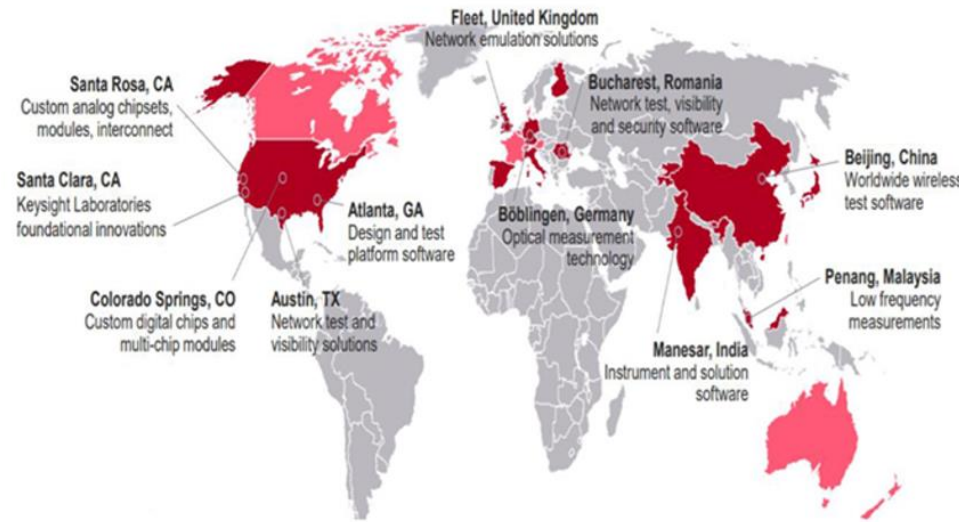 Fleet, United Kingdom
Network emulation solutions
Santa Rosa, CA
Custom analog chipsets,
modules, interconnect
Bucharest, Romania
Network test, visibility
and security software
Beijing, China
Worldwide wireless
test software
Santa Clara, CA
Keysight Laboratories
foundational innovations
Atlanta, GA
Design and test
platform software
Böblingen, Germany
Optical measurement
technology
Penang, Malaysia
Low frequency
measurements
Colorado Springs, CO
Custom digital chips and
multi-chip modules
Austin, TX
Network test and
visibility solutions
Manesar, India
Instrument and solution
software